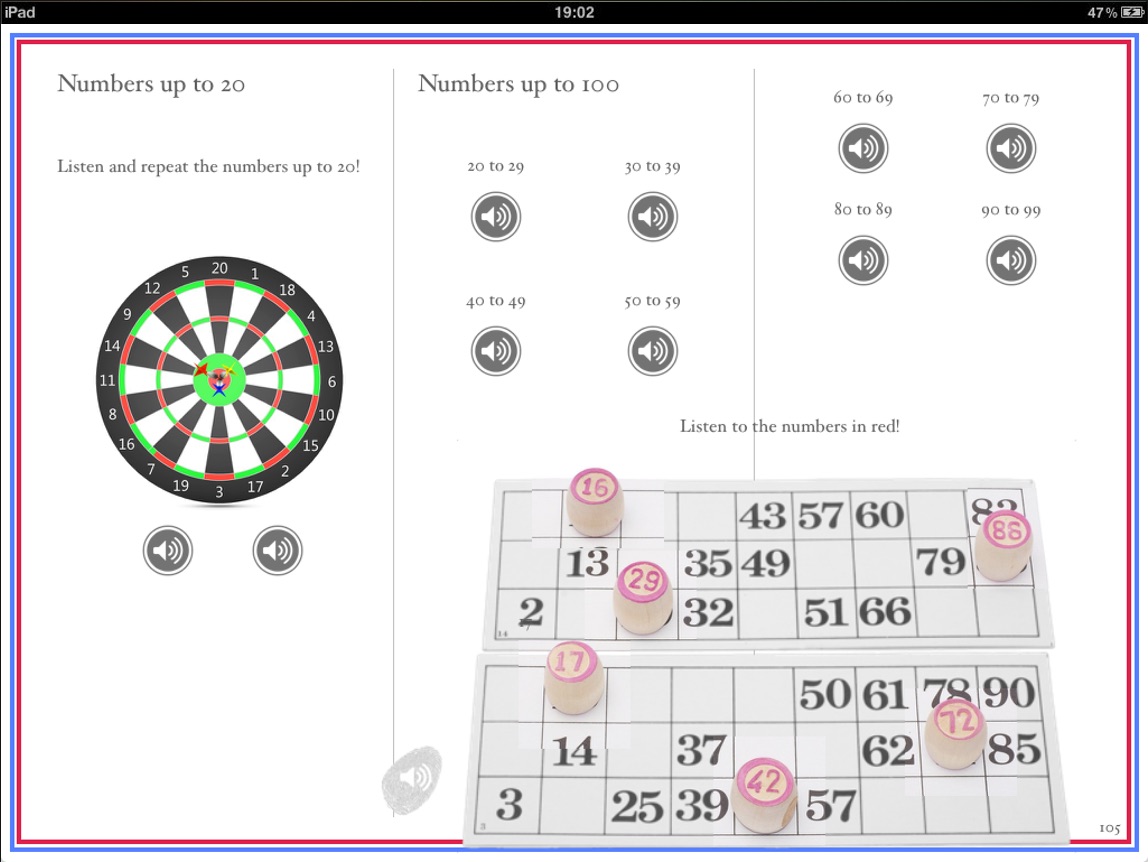 iPad
19:02
47 %
Numbers up to 20
Listen and repeat the numbers up to 20!
20
1
18
4
13
6
10
15
2
17
3
19
7
16
8
11
14
9
12
5
Numbers up to 100
20 to 29
30 to 39
40 to 49
50 to 59
60 to 69
70 to 79
80 to 89
90 to 99
Listen to the numbers in red!
16 43 57 60
13 35 49 79 88
2 29 32 51 66
14
17 50 61 78 90
14 37 62 72 85
3 25 39 42 57
3
105